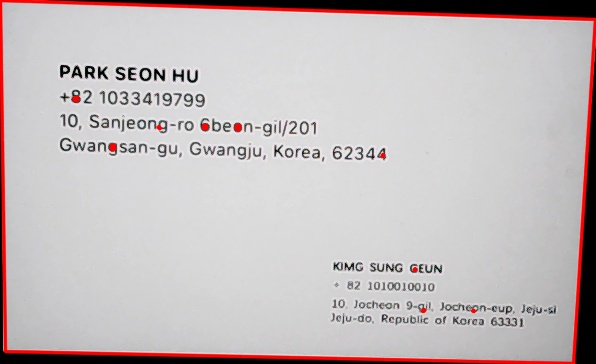 PARK SEON HU
+82 1033419799
10, Sanjeong-ro 6beon-gil/201
Gwangsan-gu, Gwangju, Korea, 62344
KIMG SUNG GEUN
+ 82 1010010010
10, Jocheon 9-gil, Jocheon-eup, Jeju-si
Jeju-do, Republic of Korea 63331